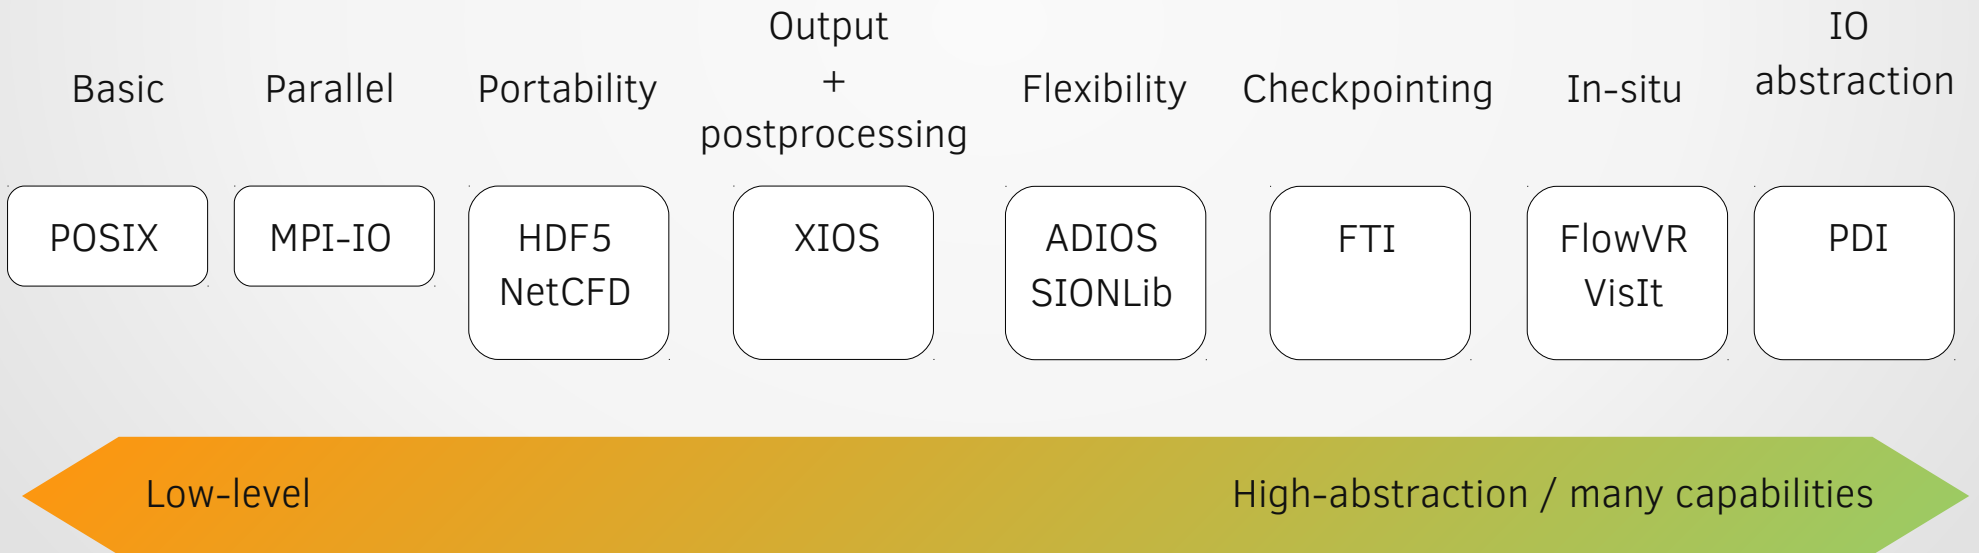 Basic
Parallel
Portability
Output
+
postprocessing
Flexibility
Checkpointing
In-situ
IO
abstraction
POSIX
MPI-IO
HDF5
NetCFD
XIOS
ADIOS
SIONLib
FTI
FlowVR
VisIt
PDI
Low-level
High-abstraction / many capabilities